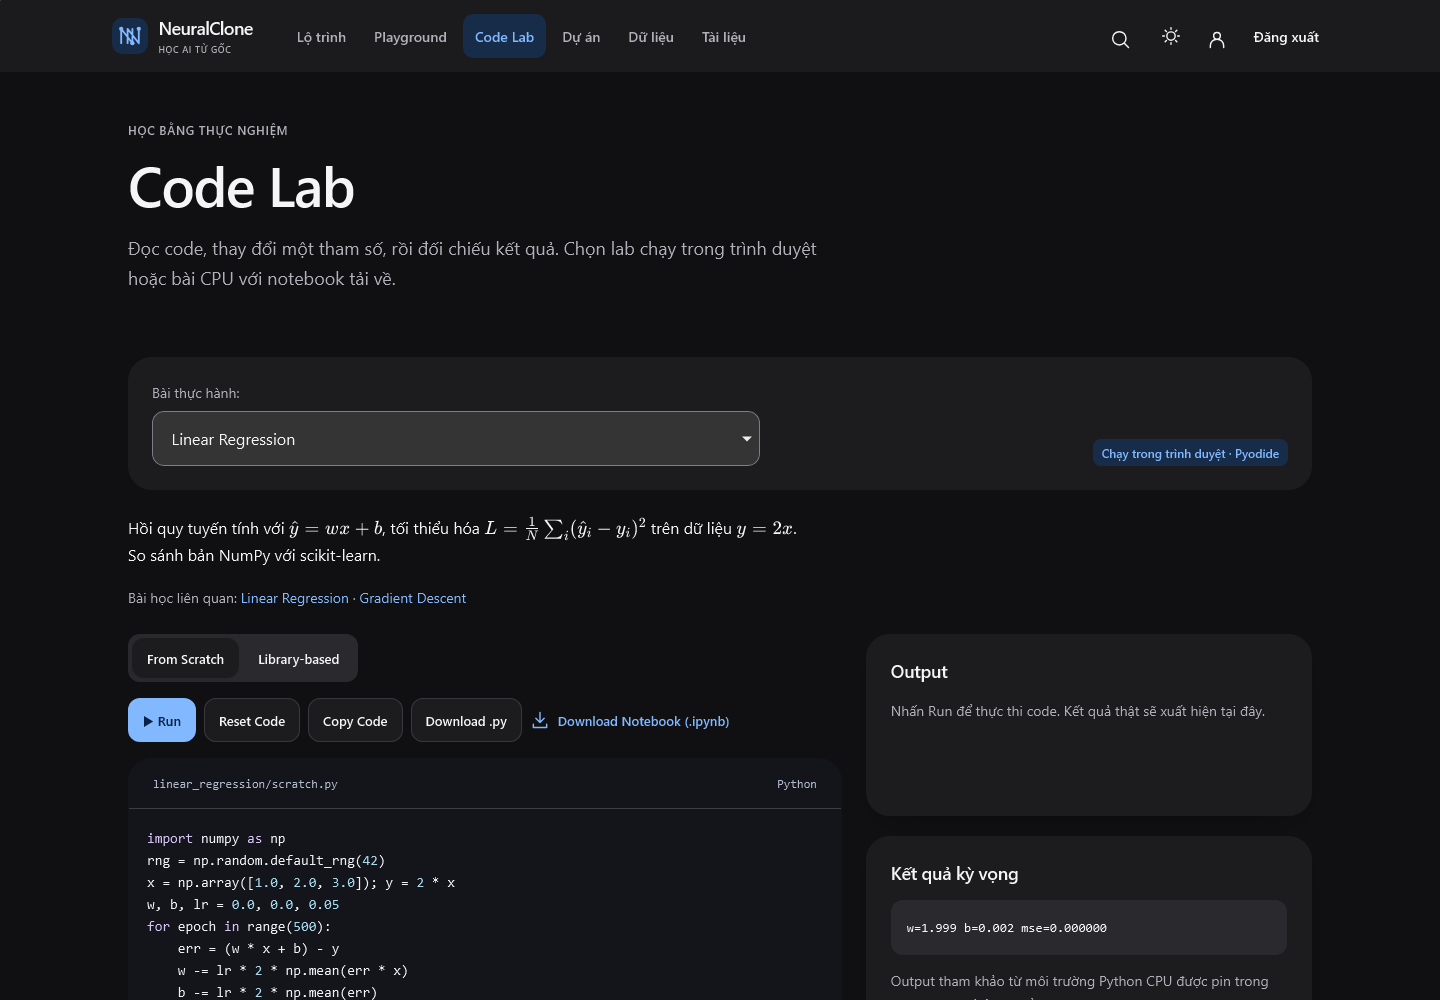 NeuralClone
HỌC AI TỪ GỐC
Lộ trình
Playground
Code Lab
Dự án
Dữ liệu
Tài liệu
Đăng xuất
HỌC BẰNG THỰC NGHIỆM
Code Lab
Đọc code, thay đổi một tham số, rồi đối chiếu kết quả. Chọn lab chạy trong trình duyệt
hoặc bài CPU với notebook tải về.
Bài thực hành:
Linear Regression
Chạy trong trình duyệt · Pyodide
Hồi quy tuyến tính với ŷ = wx + b, tối thiểu hóa L = 1/N ∑ᵢ(ŷᵢ − yᵢ)² trên dữ liệu y = 2x.
So sánh bản NumPy với scikit-learn.
Bài học liên quan: Linear Regression · Gradient Descent
From Scratch
Library-based
▶ Run
Reset Code
Copy Code
Download .py
Download Notebook (.ipynb)
linear_regression/scratch.py
Python
import numpy as np
rng = np.random.default_rng(42)
x = np.array([1.0, 2.0, 3.0]); y = 2 * x
w, b, lr = 0.0, 0.0, 0.05
for epoch in range(500):
    err = (w * x + b) - y
    w -= lr * 2 * np.mean(err * x)
    b -= lr * 2 * np.mean(err)
Output
Nhấn Run để thực thi code. Kết quả thật sẽ xuất hiện tại đây.
Kết quả kỳ vọng
w=1.999 b=0.002 mse=0.000000
Output tham khảo từ môi trường Python CPU được pin trong